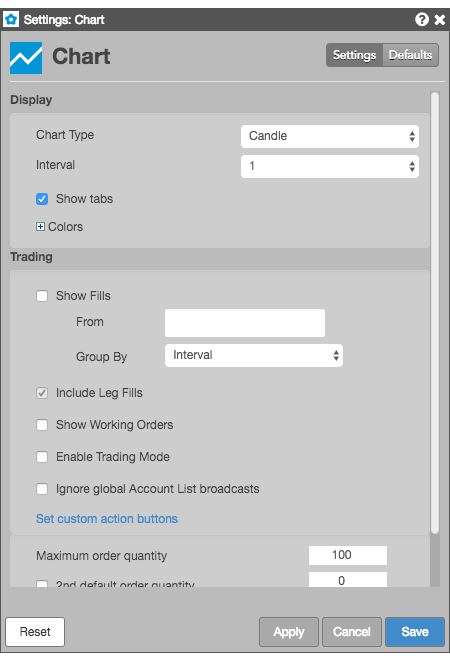 Settings: Chart
Chart
Settings Defaults
Display
Chart Type Candle
Interval 1
Show tabs
Colors
Trading
Show Fills
From
Group By Interval
Include Leg Fills
Show Working Orders
Enable Trading Mode
Ignore global Account List broadcasts
Set custom action buttons
Maximum order quantity 100
2nd default order quantity 0
Reset Apply Cancel Save